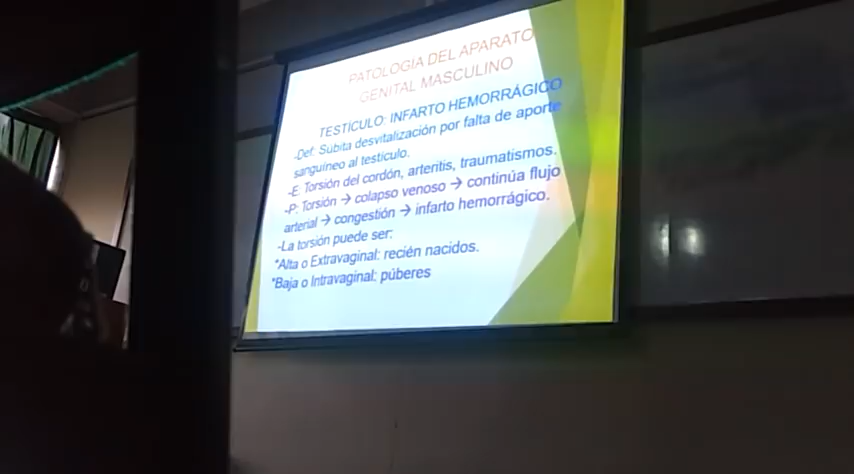 PATOLOGIA DEL APARATO
GENITAL MASCULINO
TESTÍCULO: INFARTO HEMORRÁGICO
-Def: Súbita desvitalización por falta de aporte
sanguíneo al testículo.
-E: Torsión del cordón, arteritis, traumatismos.
-P: Torsión → colapso venoso → continúa flujo
arterial → congestión → infarto hemorrágico.
-La torsión puede ser:
*Alta o Extravaginal: recién nacidos.
*Baja o Intravaginal: púberes